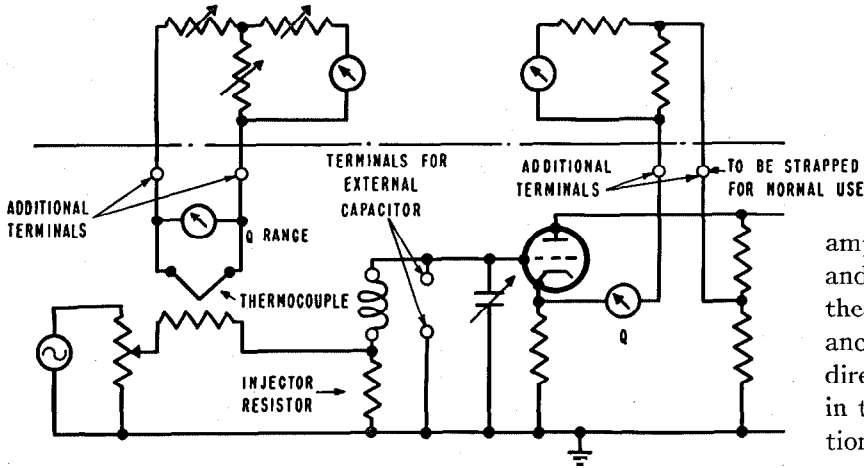 TERMINALS FOR
EXTERNAL
CAPACITOR
ADDITIONAL
TERMINALS
TO BE STRAPPED
FOR NORMAL USE
ADDITIONAL
TERMINALS
Q RANGE
THERMOCOUPLE
INJECTOR
RESISTOR
Q
amp
and
the
anc
dire
in t
tion